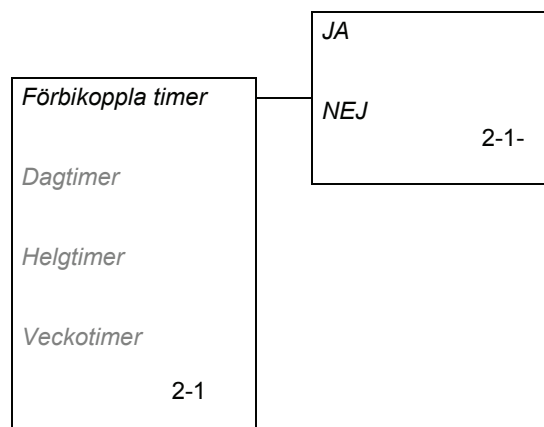 JA
NEJ
2-1-
Förbikoppla timer
Dagtimer
Helgtimer
Veckotimer
2-1